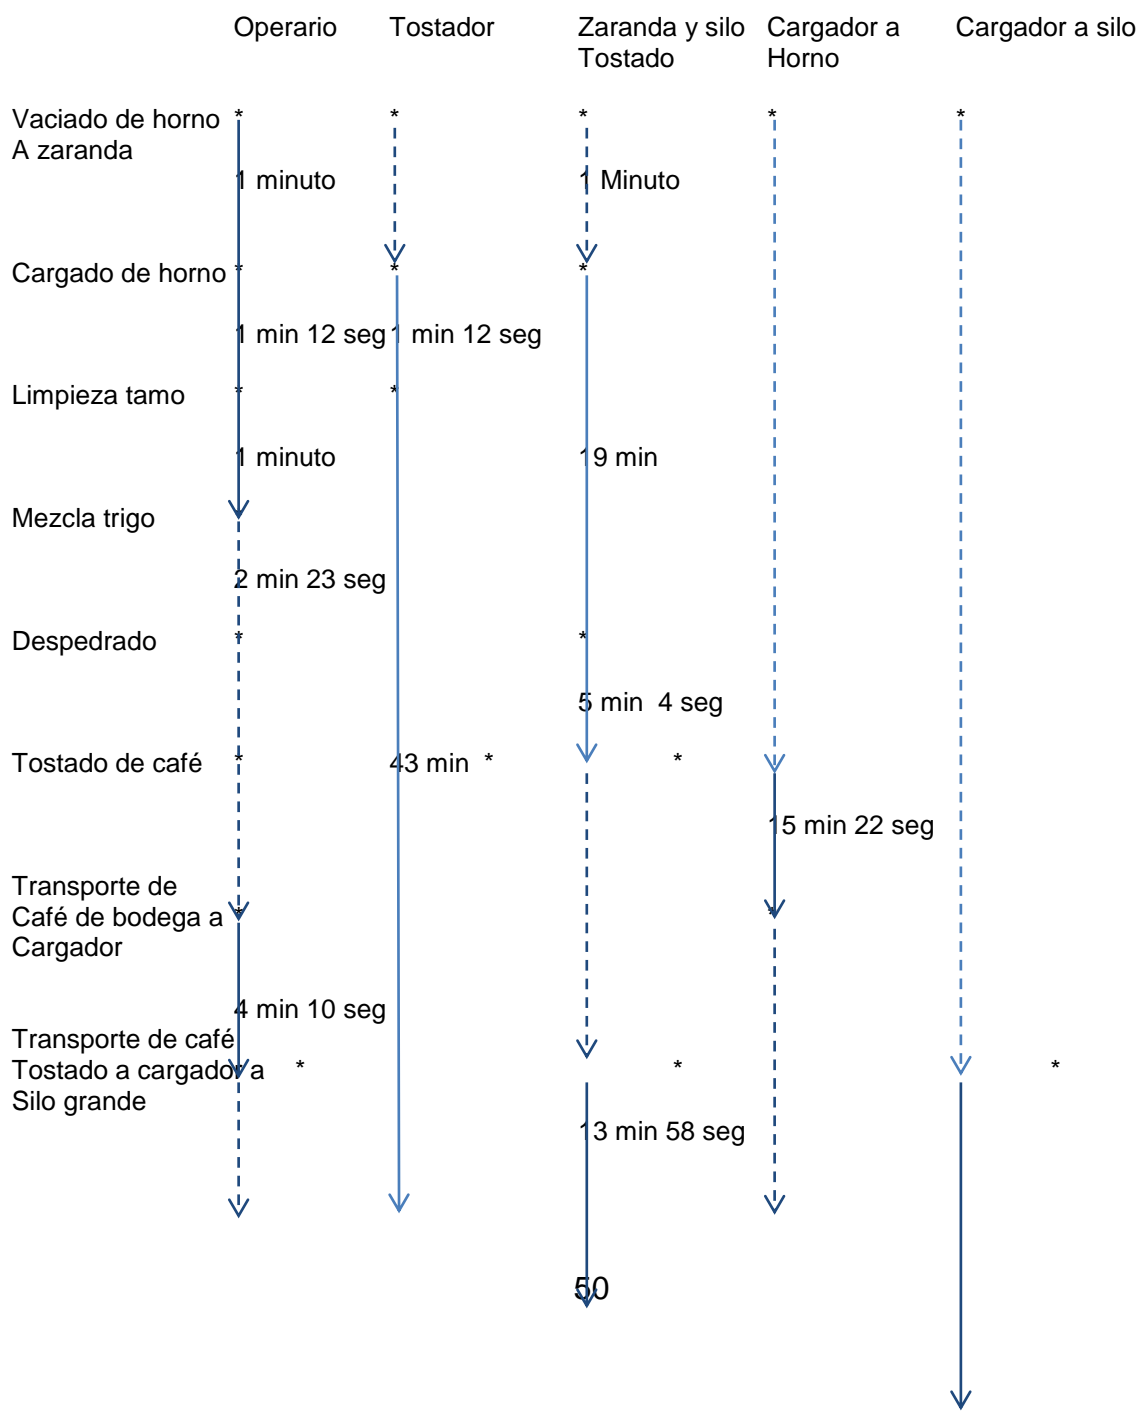 Operario Tostador Zaranda y silo Cargador a Cargador a silo
Tostado Horno
Vaciado de horno * * * * *
A zaranda
1 minuto 1 Minuto
Cargado de horno * * *
1 min 12 seg 1 min 12 seg
Limpieza tamo * *
1 minuto 19 min
Mezcla trigo *
2 min 23 seg
Despedrado * *
5 min 4 seg
Tostado de café * 43 min * *
15 min 22 seg
Transporte de
Café de bodega a * *
Cargador
4 min 10 seg
Transporte de café
Tostado a cargador a * * *
Silo grande
13 min 58 seg
50